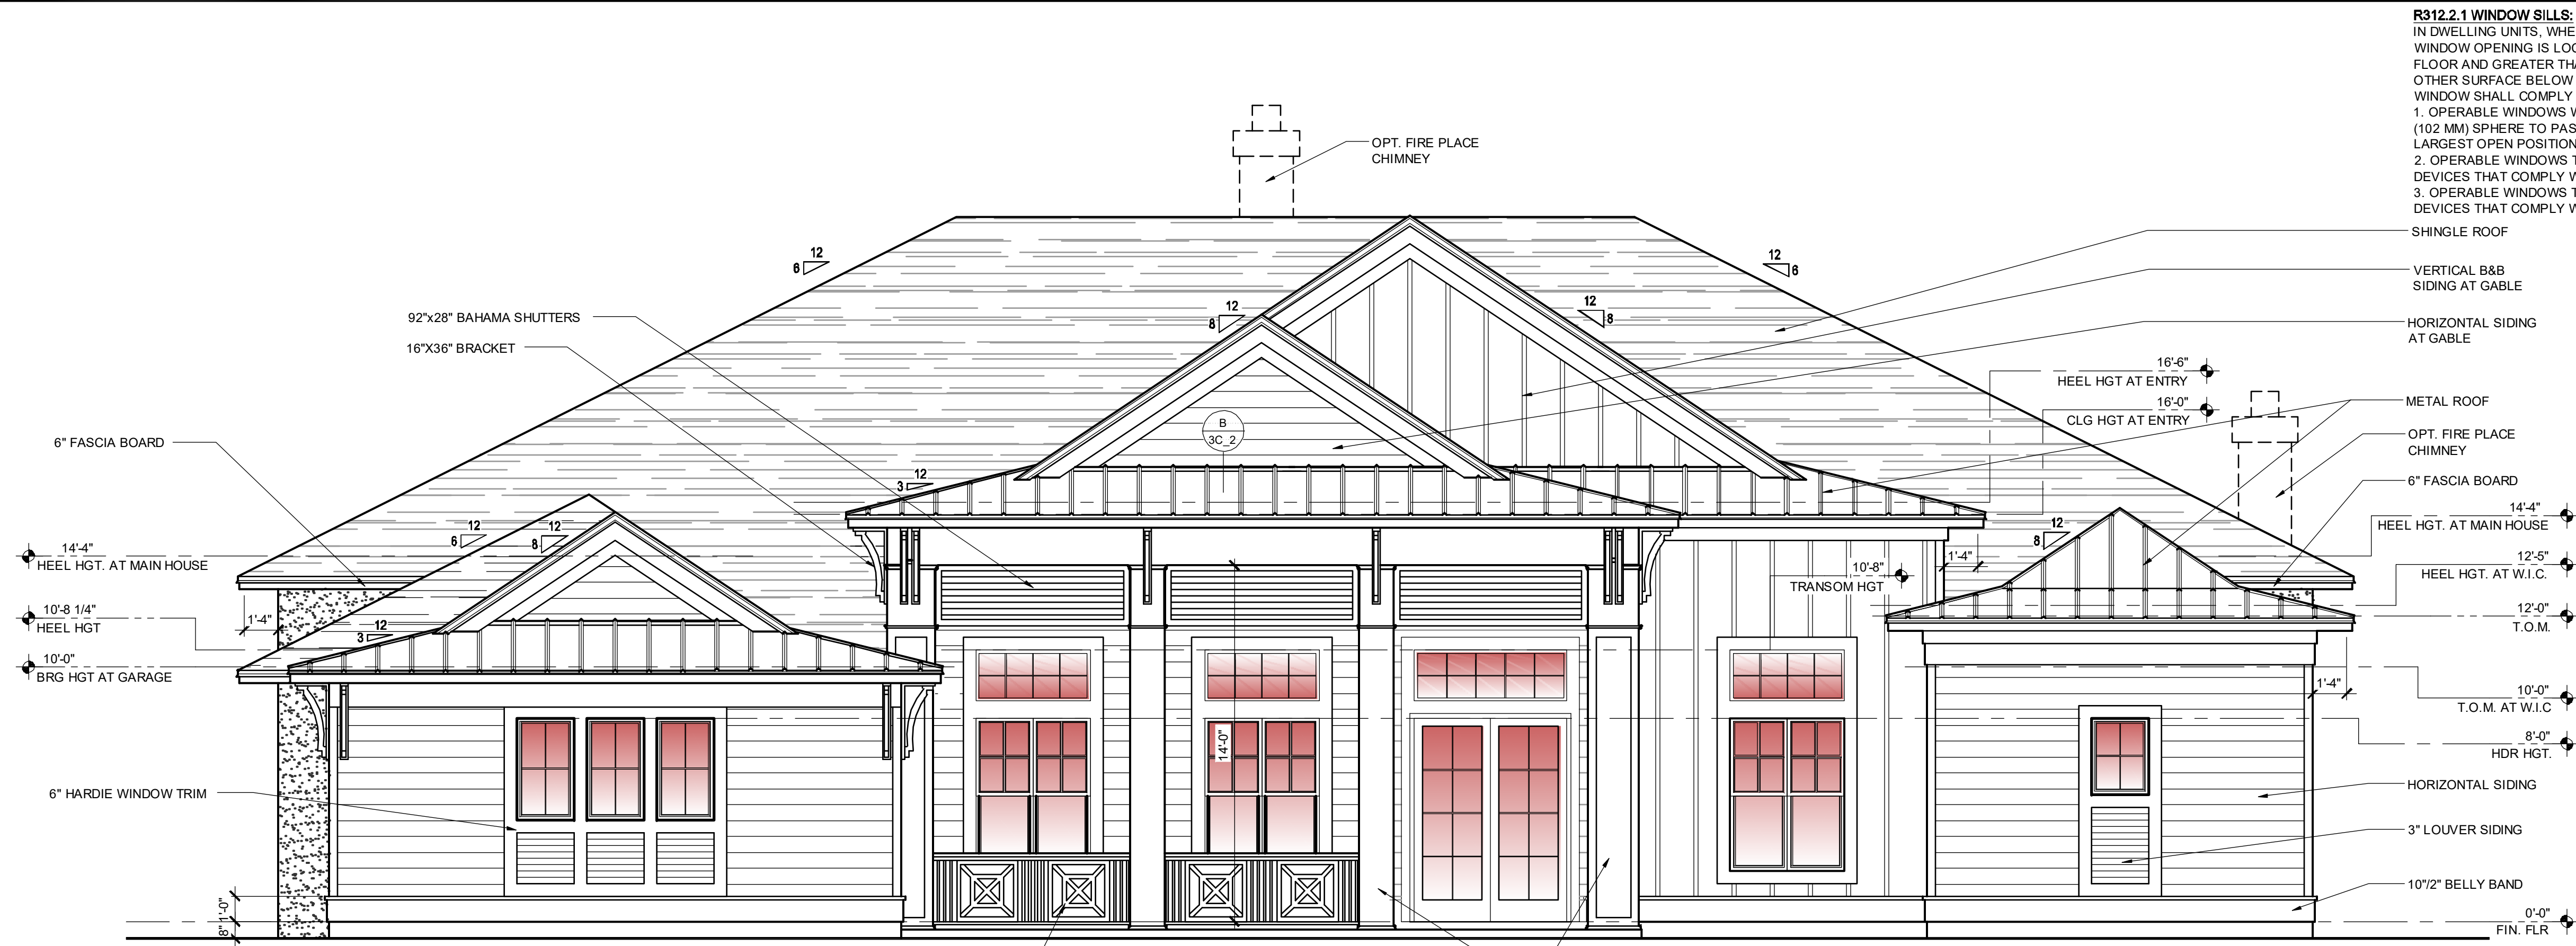 R312.2.1 WINDOW SILLS:
IN DWELLING UNITS, WHE
WINDOW OPENING IS LOC
FLOOR AND GREATER THA
OTHER SURFACE BELOW
WINDOW SHALL COMPLY
1. OPERABLE WINDOWS W
(102 MM) SPHERE TO PAS
LARGEST OPEN POSITION
2. OPERABLE WINDOWS T
DEVICES THAT COMPLY W
3. OPERABLE WINDOWS T
DEVICES THAT COMPLY W
OPT. FIRE PLACE
CHIMNEY
SHINGLE ROOF
12
6
12
6
VERTICAL B&B
SIDING AT GABLE
92"x28" BAHAMA SHUTTERS
12
8
12
8
HORIZONTAL SIDING
AT GABLE
16"X36" BRACKET
16'-6"
HEEL HGT AT ENTRY
16'-0"
CLG HGT AT ENTRY
METAL ROOF
B
3C_2
6" FASCIA BOARD
OPT. FIRE PLACE
CHIMNEY
12
3
6" FASCIA BOARD
14'-4"
HEEL HGT. AT MAIN HOUSE
12
6
12
8
12
8
14'-4"
HEEL HGT. AT MAIN HOUSE
1'-4"
12'-5"
HEEL HGT. AT W.I.C.
10'-8"
TRANSOM HGT
10'-8 1/4"
HEEL HGT
1'-4"
12
3
12'-0"
T.O.M.
10'-0"
BRG HGT AT GARAGE
1'-4"
10'-0"
T.O.M. AT W.I.C
14'-0"
8'-0"
HDR HGT.
6" HARDIE WINDOW TRIM
HORIZONTAL SIDING
3" LOUVER SIDING
10"/2" BELLY BAND
1'-0"
8"
0'-0"
FIN. FLR